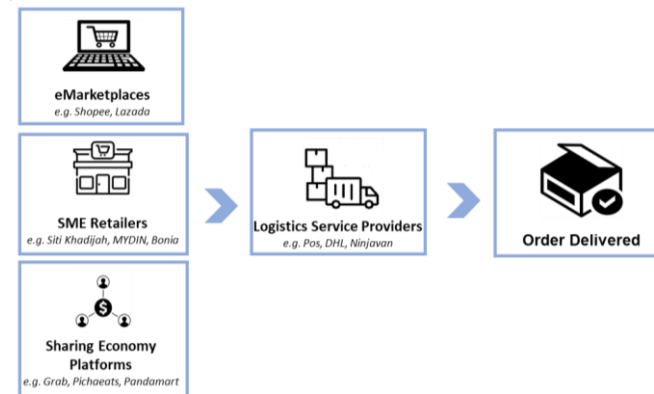 eMarketplaces
e.g. Shopee, Lazada
SME Retailers
e.g. Siti Khadijah, MYDIN, Bonia
Sharing Economy
Platforms
e.g. Grab, Pichaeats, Pandamart
Logistics Service Providers
e.g. Pos, DHL, Ninjavan
Order Delivered